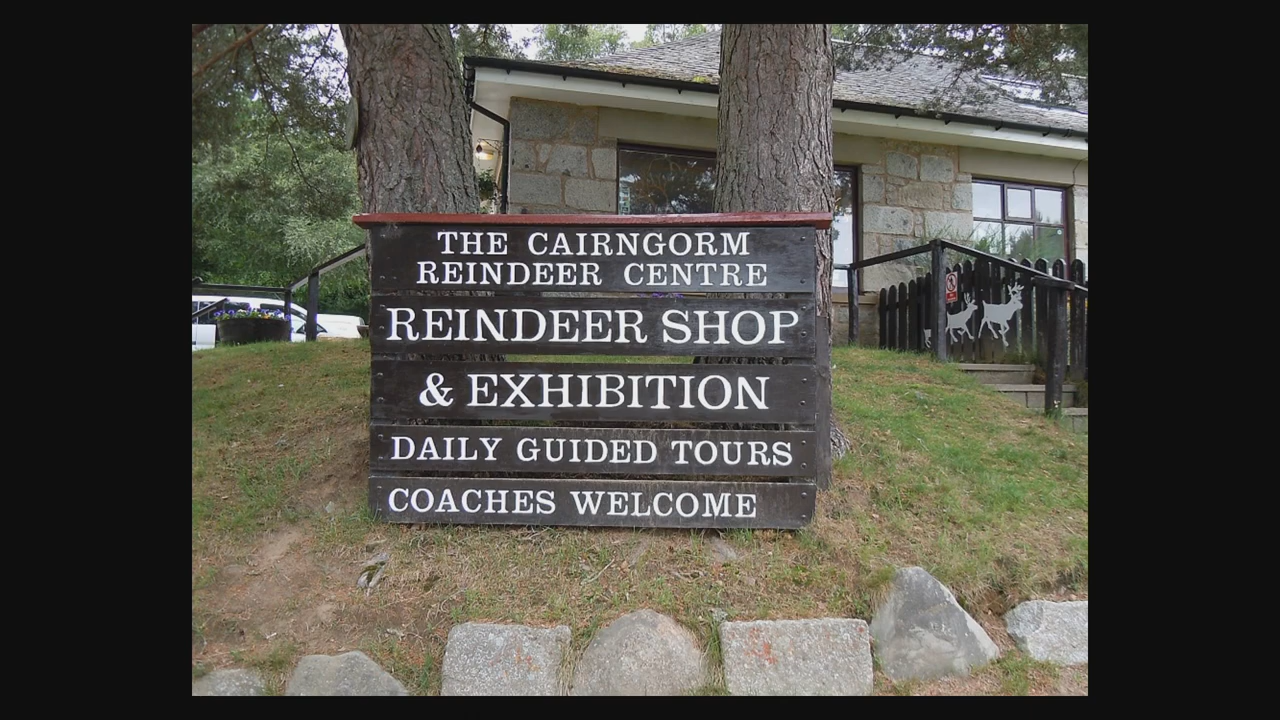 THE CAIRNGORM
REINDEER CENTRE
REINDEER SHOP
& EXHIBITION
DAILY GUIDED TOURS
COACHES WELCOME